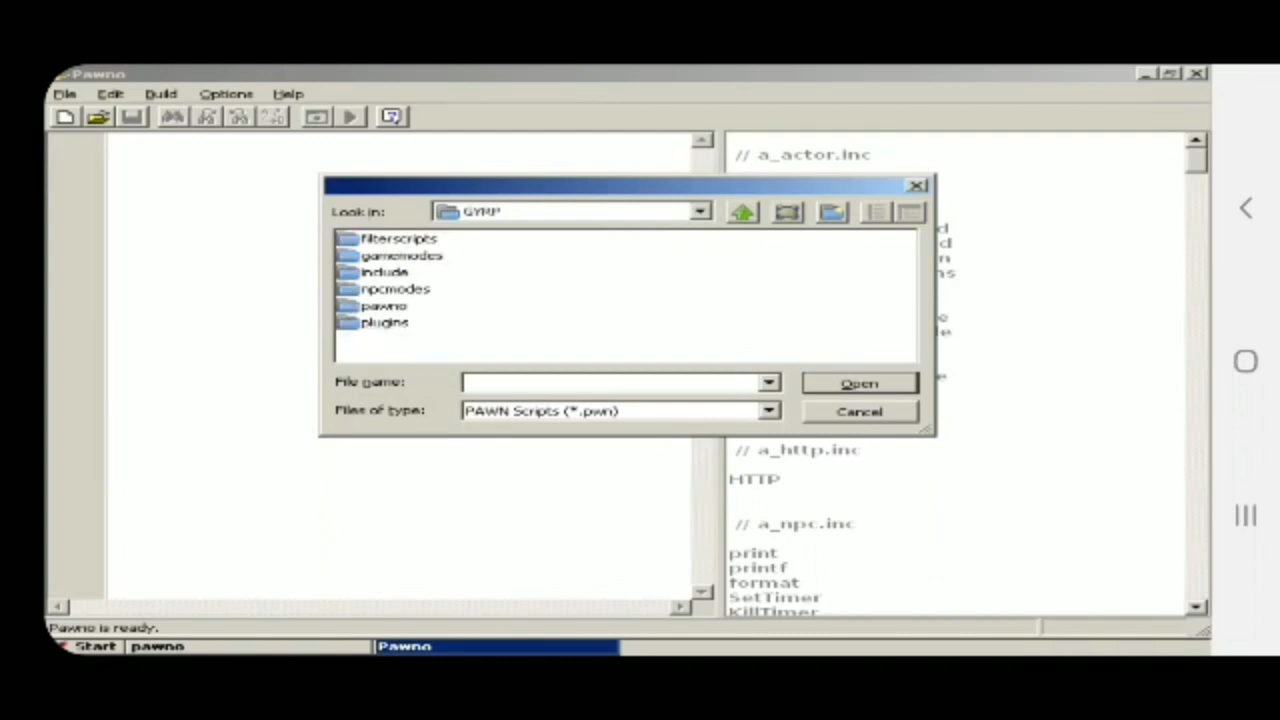 Pawno
File Edit Build Options Help
// a_actor.inc
Look in: GYRP
filterscripts
gamemodes
include
npcmodes
pawno
plugins
File name:
Open
Files of type: PAWN Scripts (*.pwn)
Cancel
// a_http.inc
HTTP
// a_npc.inc
print
printf
format
SetTimer
KillTimer
Pawno is ready.
Start pawno Pawno